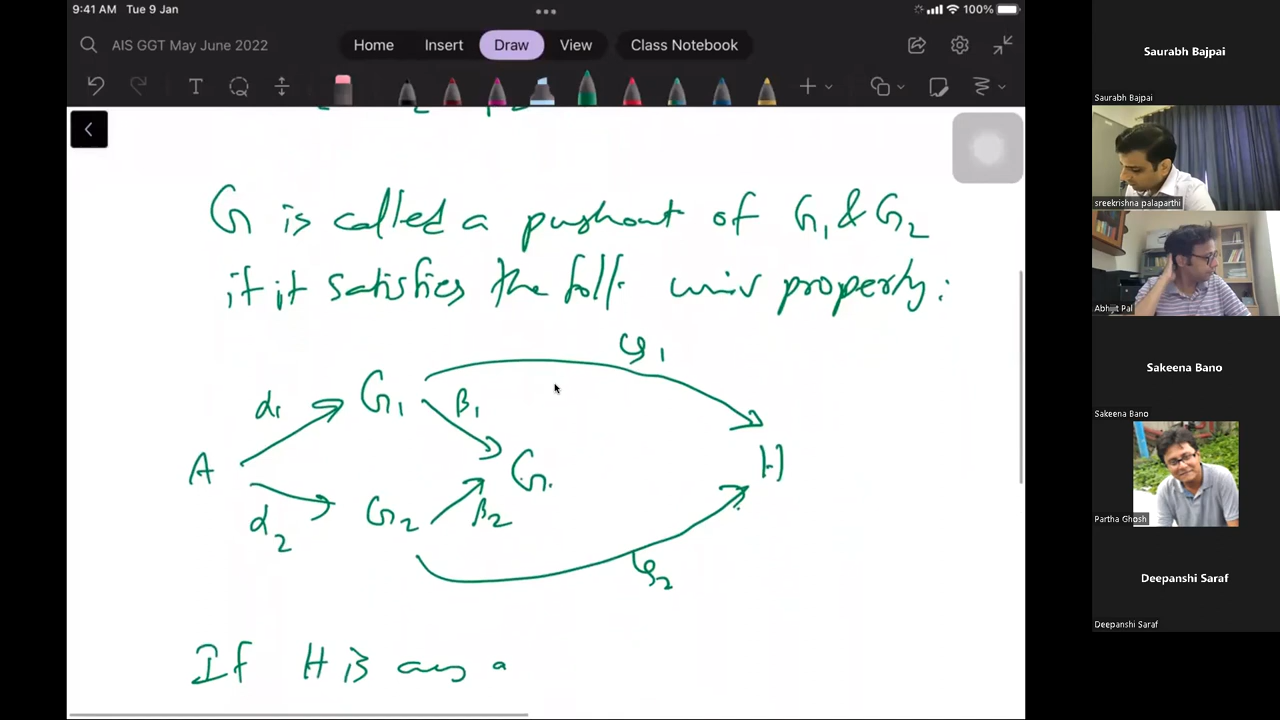 9:41 AM Tue 9 Jan
100%
AIS GGT May June 2022
Home Insert Draw View Class Notebook
G is called a pushout of G₁ & G₂
if it satisfies the foll. univ property:
φ₁
α₁ G₁ β₁
A G. H
α₂ G₂ β₂
φ₂
If H is any
Saurabh Bajpai
Saurabh Bajpai
sreekrishna palaparthi
Abhijit Pal
Sakeena Bano
Sakeena Bano
Partha Ghosh
Deepanshi Saraf
Deepanshi Saraf